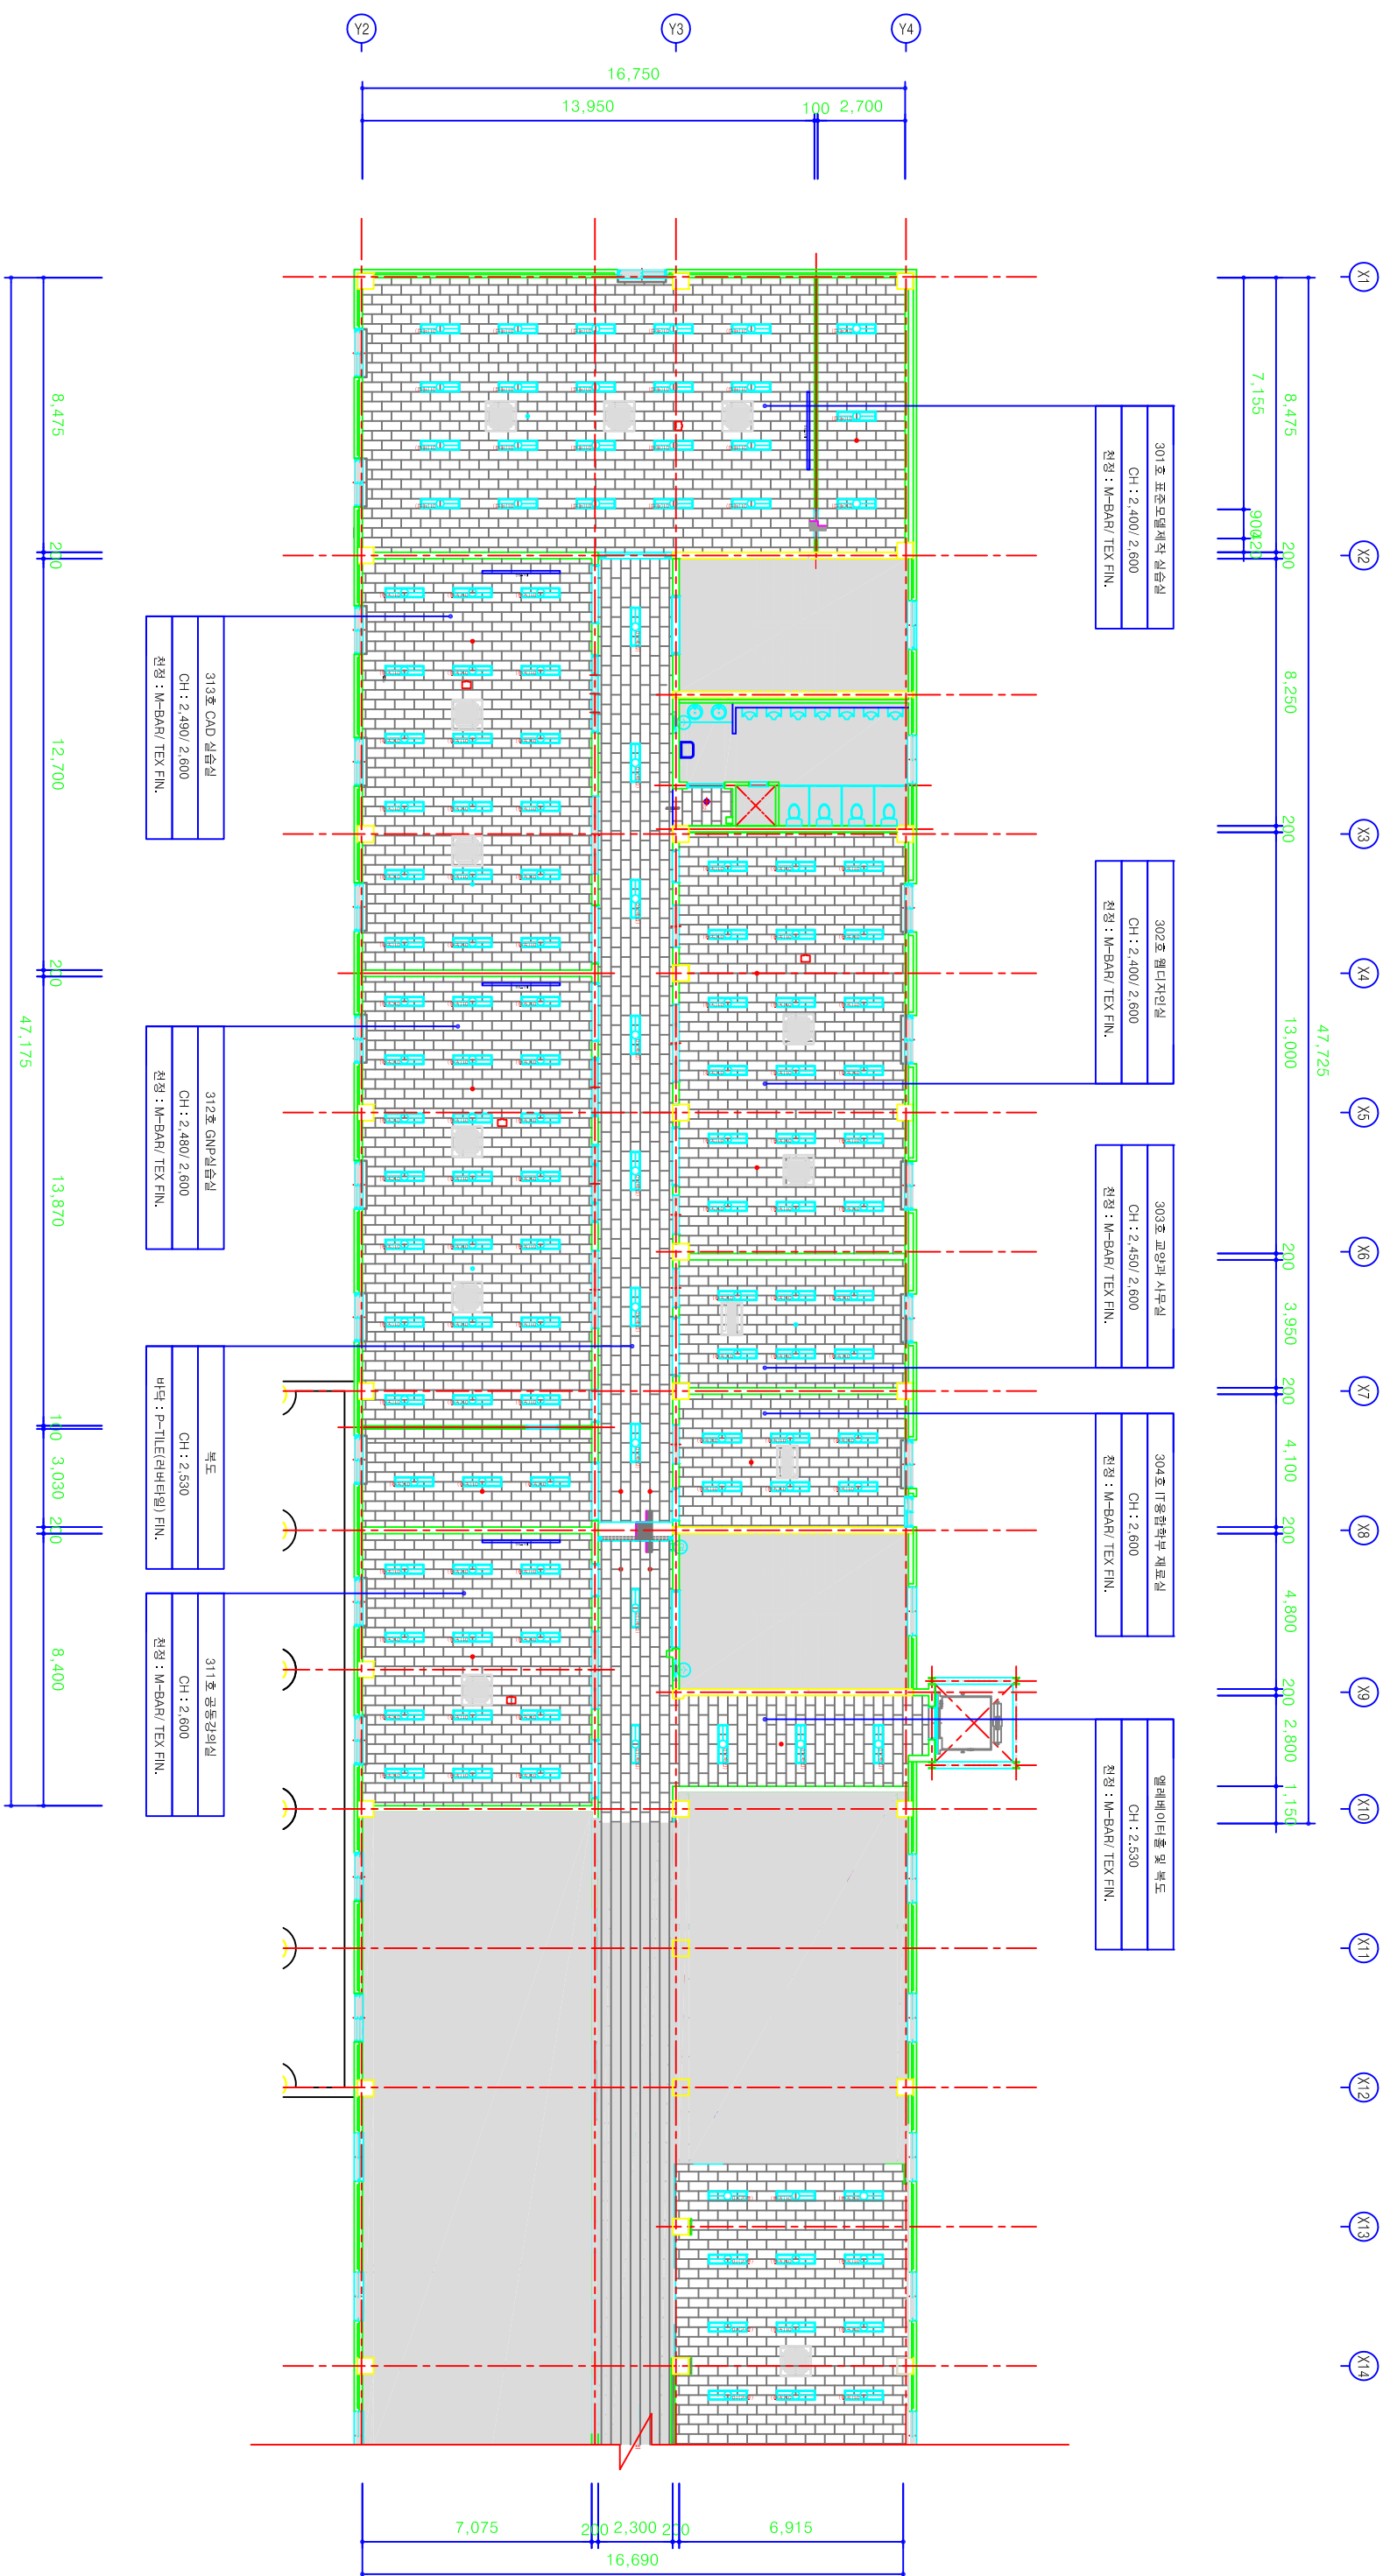 Y2
Y3
Y4
16,750
13,950
100
2,700
X1
X2
X3
X4
X5
X6
X7
X8
X9
X10
X11
X12
X13
X14
47,725
8,475
200
8,250
200
13,000
200
3,950
200
4,100
200
4,800
200
2,800
1,150
7,155
900
420
301호 표준모델제작 실습실
CH : 2,400/ 2,600
천정 : M-BAR/ TEX FIN.
302호 웹디자인실
CH : 2,400/ 2,600
천정 : M-BAR/ TEX FIN.
303호 교양과 사무실
CH : 2,450/ 2,600
천정 : M-BAR/ TEX FIN.
304호 IT융합학부 재료실
CH : 2,600
천정 : M-BAR/ TEX FIN.
엘레베이터홀 및 복도
CH : 2.530
천정 : M-BAR/ TEX FIN.
313호 CAD 실습실
CH : 2,490/ 2,600
천정 : M-BAR/ TEX FIN.
312호 GNP실습실
CH : 2,480/ 2,600
천정 : M-BAR/ TEX FIN.
복도
CH : 2,530
바닥 : P-TILE(러버타일) FIN.
311호 공동강의실
CH : 2,600
천정 : M-BAR/ TEX FIN.
8,475
200
12,700
200
13,870
100
3,030
200
8,400
47,175
7,075
200
2,300
200
6,915
16,690